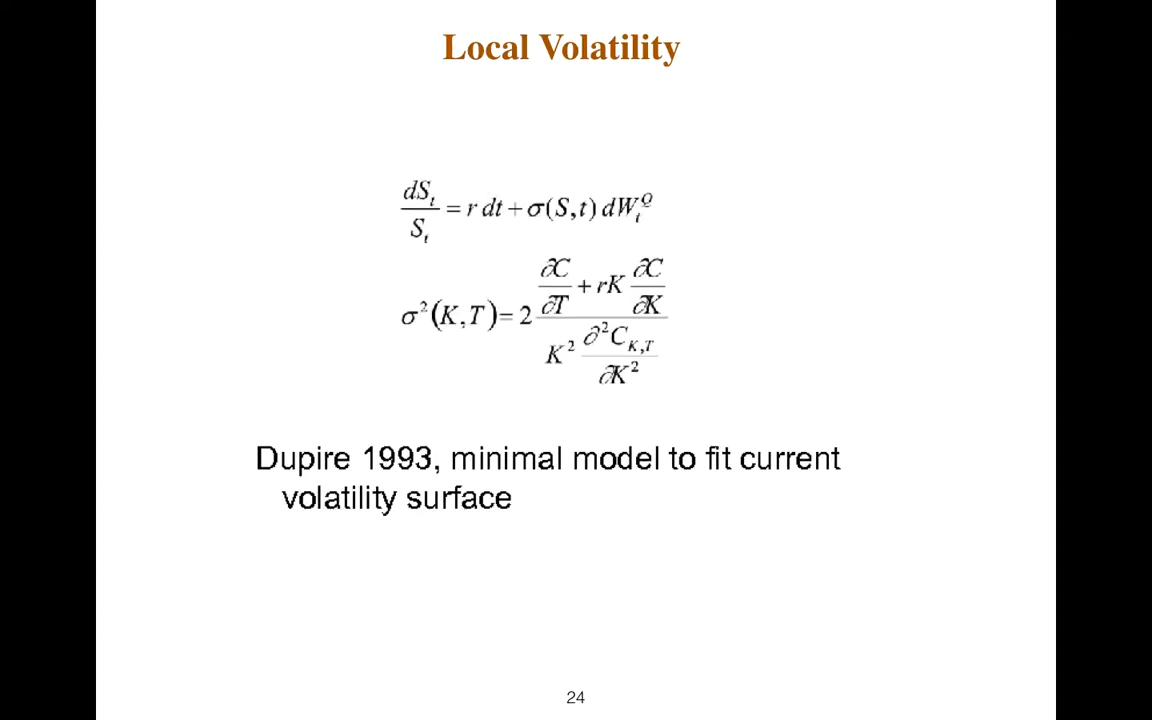 Local Volatility
dS_t / S_t = r dt + σ(S,t) dW_t^Q
σ²(K,T) = 2 (∂C/∂T + rK ∂C/∂K) / (K² ∂²C_{K,T}/∂K²)
Dupire 1993, minimal model to fit current
volatility surface
24